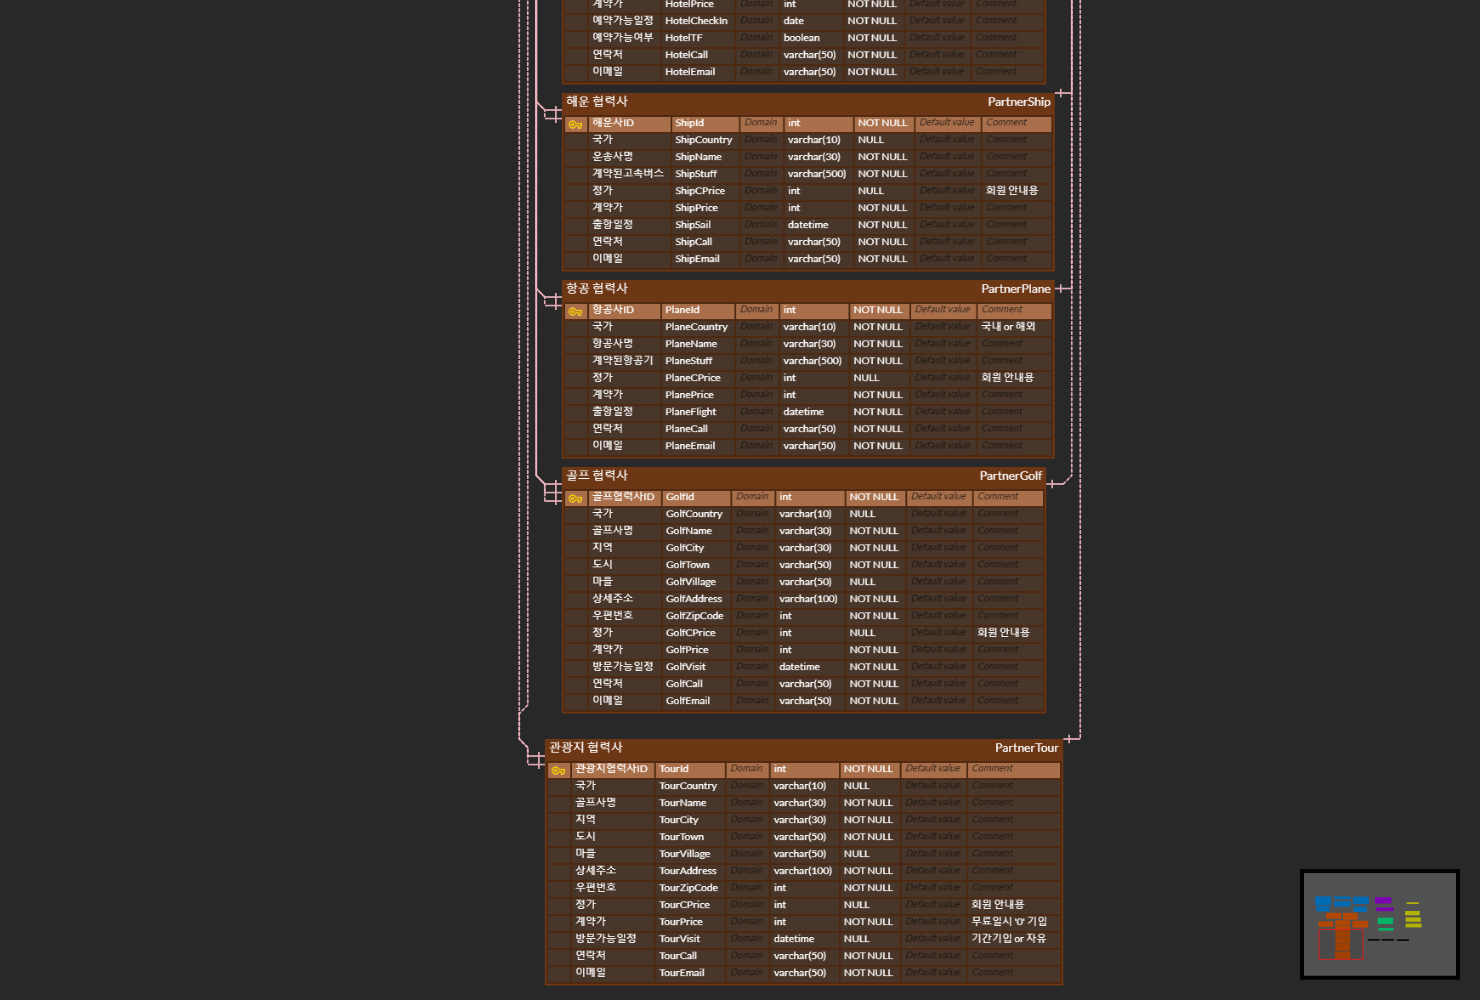 계약가 HotelPrice Domain int NOT NULL Default value Comment
예약가능일정 HotelCheckIn Domain date NOT NULL Default value Comment
예약가능여부 HotelTF Domain boolean NOT NULL Default value Comment
연락처 HotelCall Domain varchar(50) NOT NULL Default value Comment
이메일 HotelEmail Domain varchar(50) NOT NULL Default value Comment
해운 협력사 PartnerShip
해운사ID ShipId Domain int NOT NULL Default value Comment
국가 ShipCountry Domain varchar(10) NULL Default value Comment
운송사명 ShipName Domain varchar(30) NOT NULL Default value Comment
계약된고속버스 ShipStuff Domain varchar(500) NOT NULL Default value Comment
정가 ShipCPrice Domain int NULL Default value 회원 안내용
계약가 ShipPrice Domain int NOT NULL Default value Comment
출항일정 ShipSail Domain datetime NOT NULL Default value Comment
연락처 ShipCall Domain varchar(50) NOT NULL Default value Comment
이메일 ShipEmail Domain varchar(50) NOT NULL Default value Comment
항공 협력사 PartnerPlane
항공사ID PlaneId Domain int NOT NULL Default value Comment
국가 PlaneCountry Domain varchar(10) NOT NULL Default value 국내 or 해외
항공사명 PlaneName Domain varchar(30) NOT NULL Default value Comment
계약된항공기 PlaneStuff Domain varchar(500) NOT NULL Default value Comment
정가 PlaneCPrice Domain int NULL Default value 회원 안내용
계약가 PlanePrice Domain int NOT NULL Default value Comment
출항일정 PlaneFlight Domain datetime NOT NULL Default value Comment
연락처 PlaneCall Domain varchar(50) NOT NULL Default value Comment
이메일 PlaneEmail Domain varchar(50) NOT NULL Default value Comment
골프 협력사 PartnerGolf
골프협력사ID GolfId Domain int NOT NULL Default value Comment
국가 GolfCountry Domain varchar(10) NULL Default value Comment
골프사명 GolfName Domain varchar(30) NOT NULL Default value Comment
지역 GolfCity Domain varchar(30) NOT NULL Default value Comment
도시 GolfTown Domain varchar(50) NOT NULL Default value Comment
마을 GolfVillage Domain varchar(50) NULL Default value Comment
상세주소 GolfAddress Domain varchar(100) NOT NULL Default value Comment
우편번호 GolfZipCode Domain int NOT NULL Default value Comment
정가 GolfCPrice Domain int NULL Default value 회원 안내용
계약가 GolfPrice Domain int NOT NULL Default value Comment
방문가능일정 GolfVisit Domain datetime NOT NULL Default value Comment
연락처 GolfCall Domain varchar(50) NOT NULL Default value Comment
이메일 GolfEmail Domain varchar(50) NOT NULL Default value Comment
관광지 협력사 PartnerTour
관광지협력사ID TourId Domain int NOT NULL Default value Comment
국가 TourCountry Domain varchar(10) NULL Default value Comment
골프사명 TourName Domain varchar(30) NOT NULL Default value Comment
지역 TourCity Domain varchar(30) NOT NULL Default value Comment
도시 TourTown Domain varchar(50) NOT NULL Default value Comment
마을 TourVillage Domain varchar(50) NULL Default value Comment
상세주소 TourAddress Domain varchar(100) NOT NULL Default value Comment
우편번호 TourZipCode Domain int NOT NULL Default value Comment
정가 TourCPrice Domain int NULL Default value 회원 안내용
계약가 TourPrice Domain int NOT NULL Default value 무료일시 '0' 기입
방문가능일정 TourVisit Domain datetime NULL Default value 기간기입 or 자유
연락처 TourCall Domain varchar(50) NOT NULL Default value Comment
이메일 TourEmail Domain varchar(50) NOT NULL Default value Comment